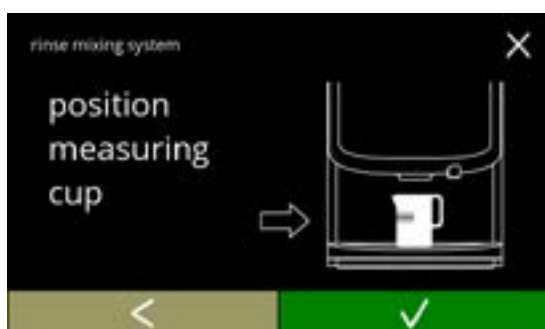 rinse mixing system
position
measuring
cup